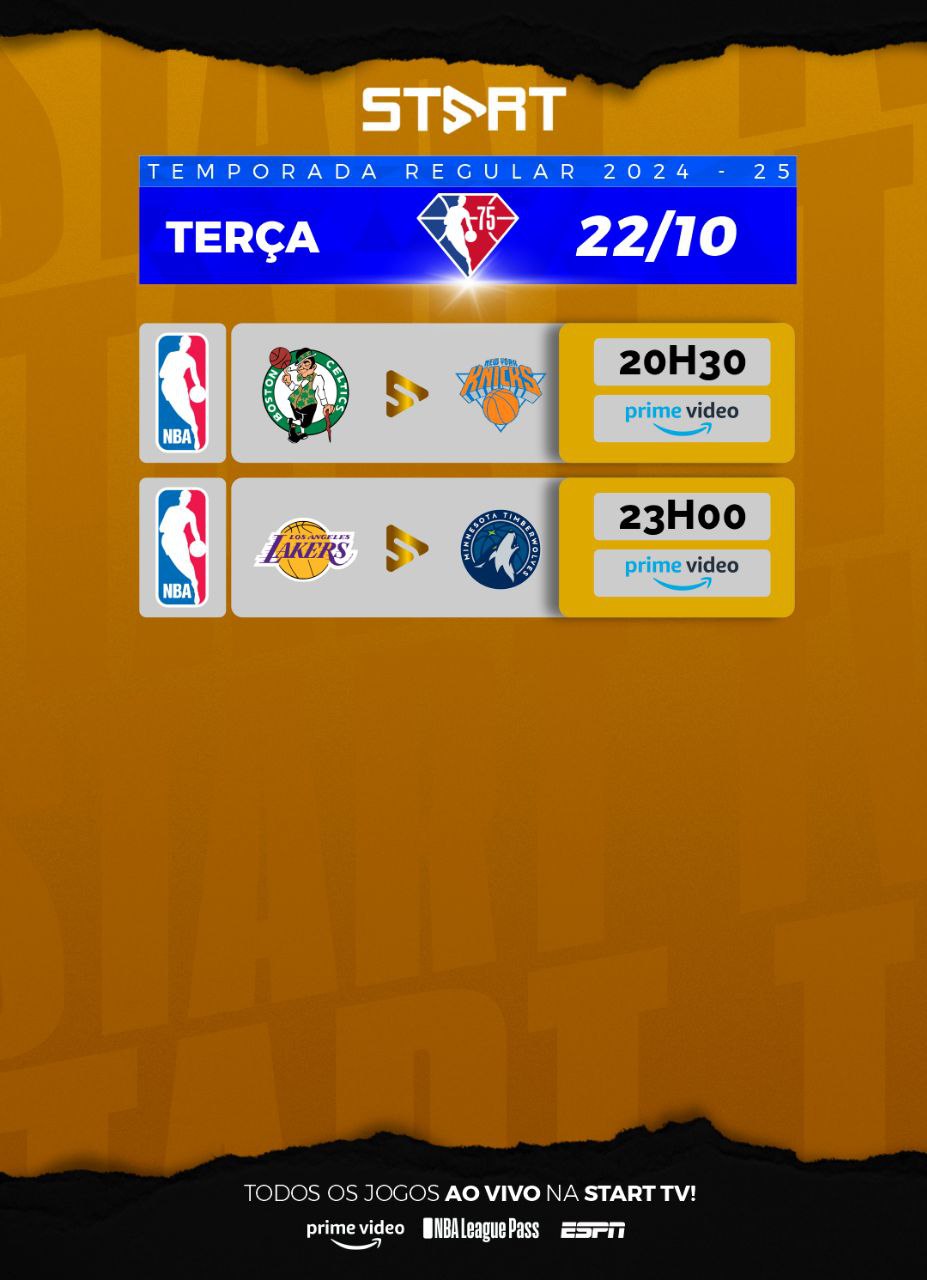 START
TEMPORADA REGULAR 2024 - 25
TERÇA
75
22/10
NBA
BOSTON CELTICS
NEW YORK
KNICKS
20H30
prime video
NBA
LOS ANGELES
LAKERS
MINNESOTA TIMBERWOLVES
23H00
prime video
TODOS OS JOGOS AO VIVO NA START TV!
prime video NBA League Pass ESPN